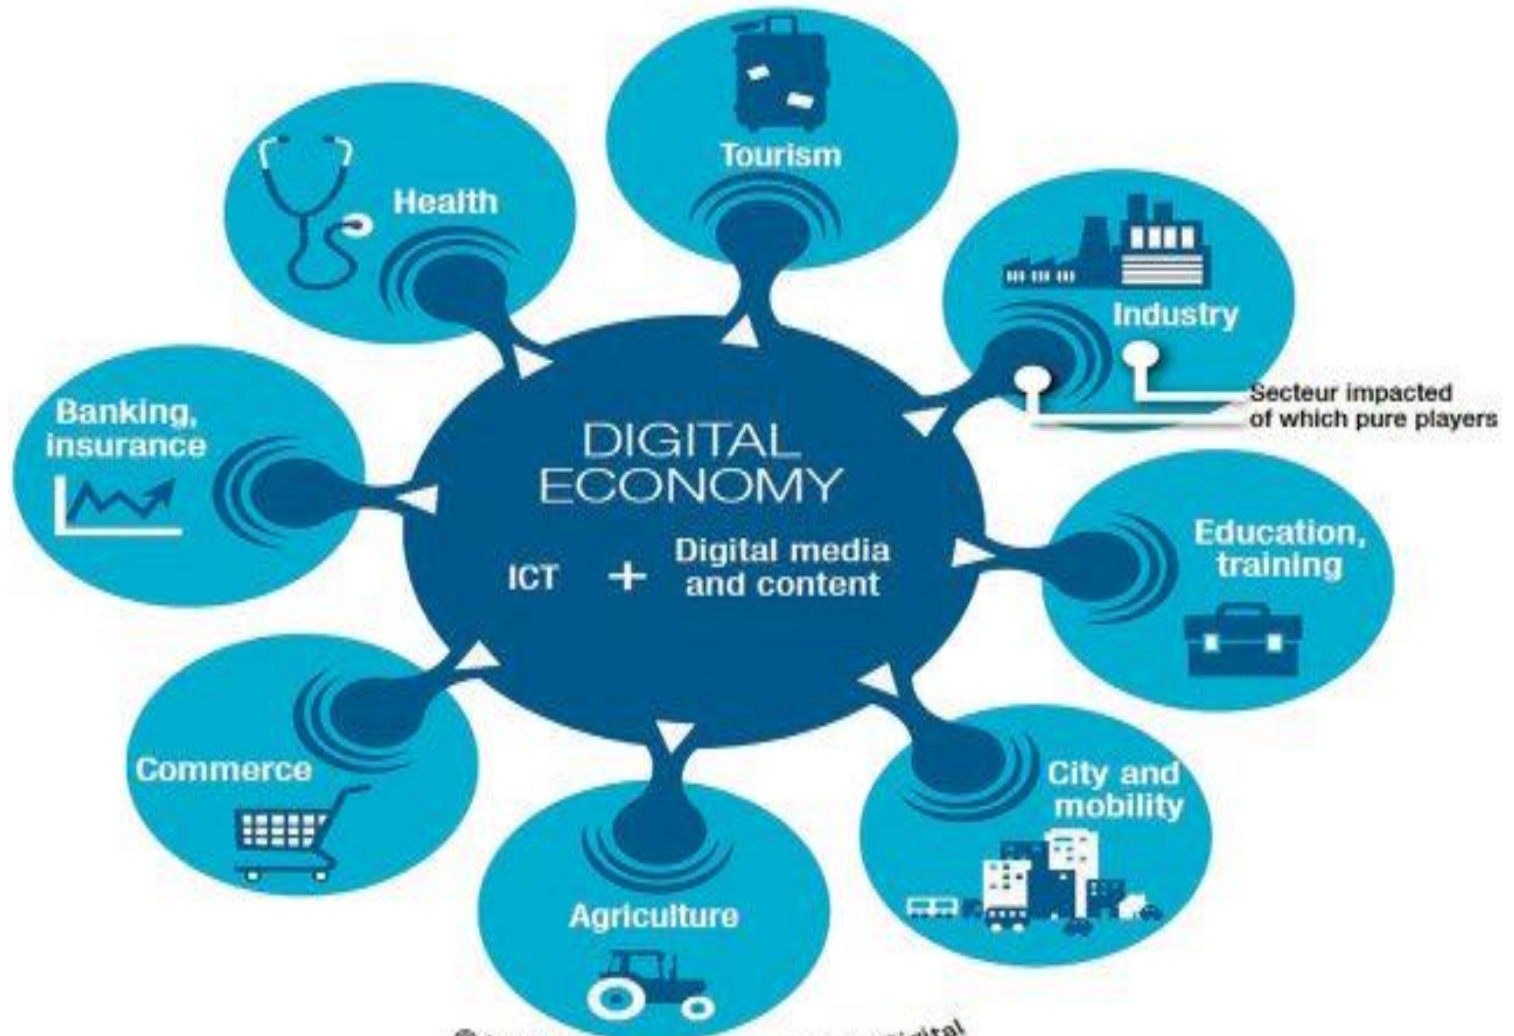 Tourism
Health
Industry
Secteur impacted
of which pure players
Banking,
insurance
DIGITAL
ECONOMY
ICT + Digital media
and content
Education,
training
Commerce
City and
mobility
Agriculture
Digital